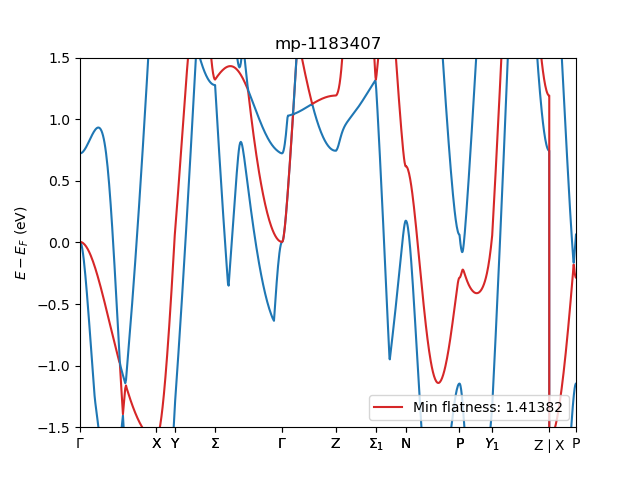 mp-1183407
E − E_F (eV)
1.5
1.0
0.5
0.0
−0.5
−1.0
−1.5
Min flatness: 1.41382
Γ X Y Σ Γ Z Σ₁ N P Y₁ Z | X P